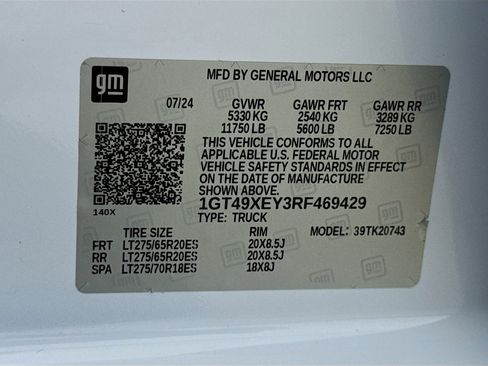 gm
MFD BY GENERAL MOTORS LLC
07/24 GVWR GAWR FRT GAWR RR
5330 KG 2540 KG 3289 KG
11750 LB 5600 LB 7250 LB
THIS VEHICLE CONFORMS TO ALL
APPLICABLE U.S. FEDERAL MOTOR
VEHICLE SAFETY STANDARDS IN EFFECT
ON THE DATE OF MANUFACTURE
SHOWN ABOVE.
1GT49XEY3RF469429
140X TYPE: TRUCK
TIRE SIZE RIM MODEL: 39TK20743
FRT LT275/65R20ES 20X8.5J
RR LT275/65R20ES 20X8.5J
SPA LT275/70R18ES 18X8J